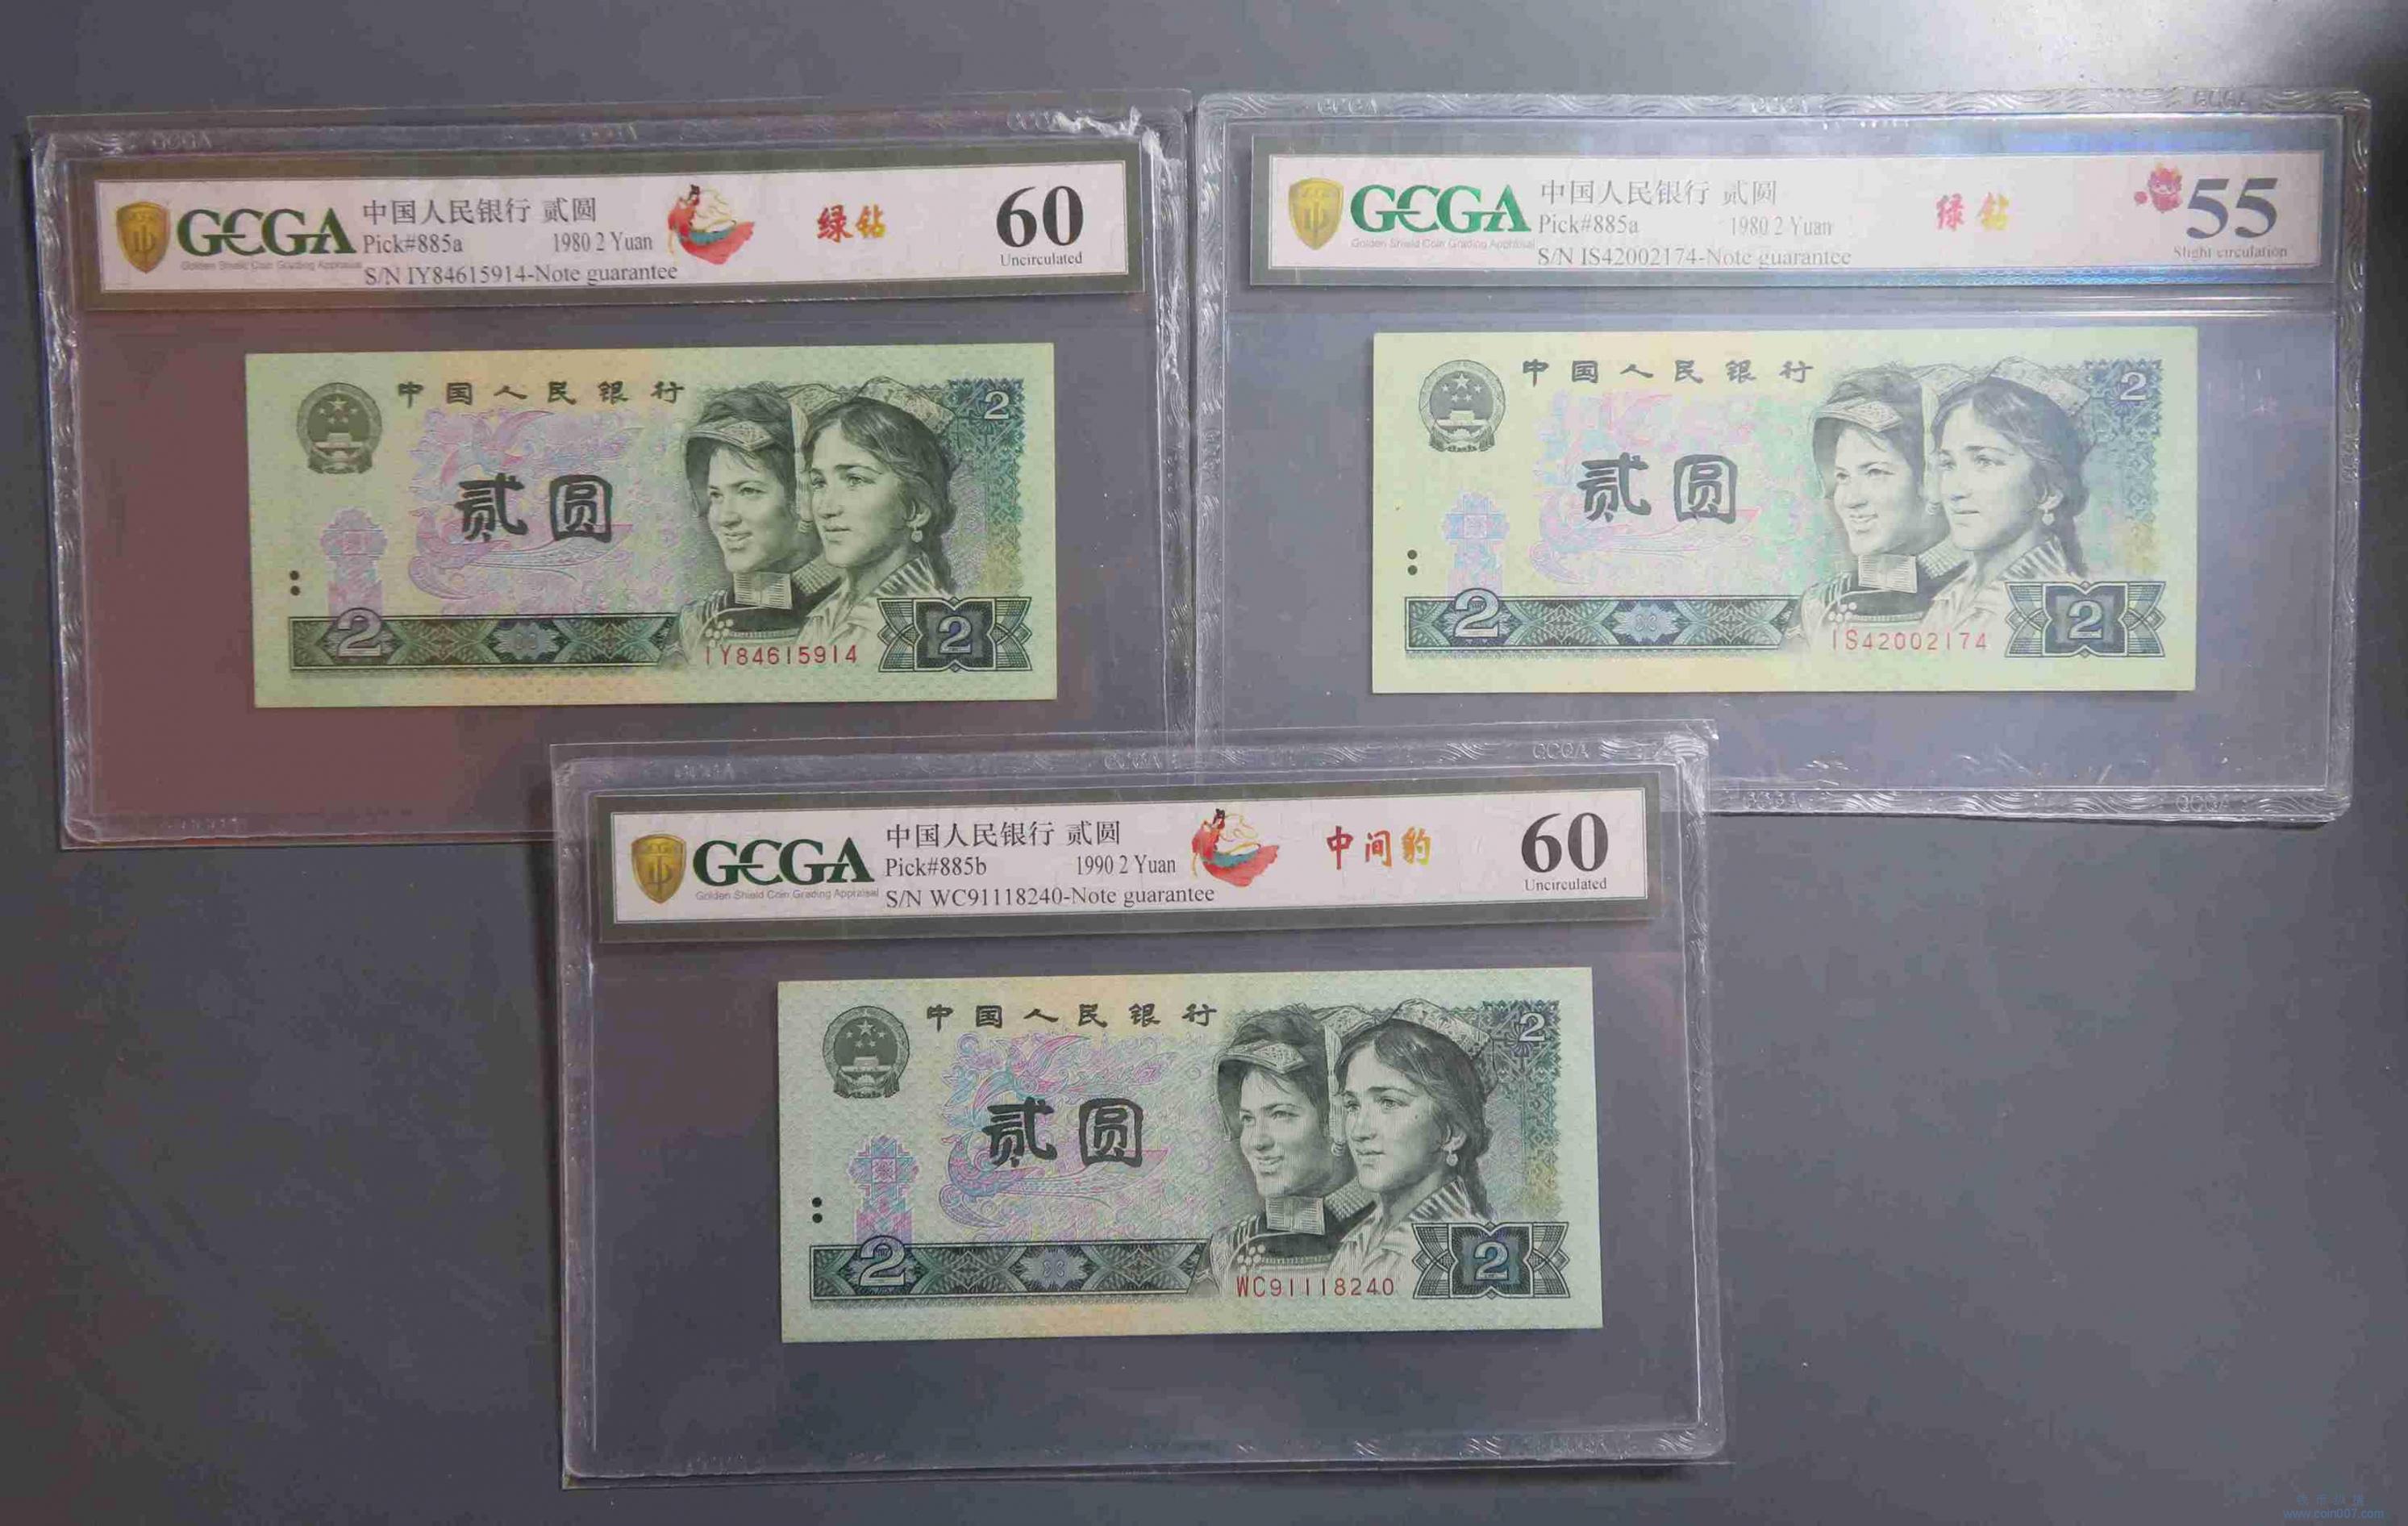 GCGA
Golden Shield Coin Grading Appraisal
中国人民银行 贰圆
Pick#885a 1980 2 Yuan
S/N IY84615914-Note guarantee
绿钻
60
Uncirculated
中国人民银行
贰圆
2
2
2
IY84615914
GCGA
Golden Shield Coin Grading Appraisal
中国人民银行 贰圆
Pick#885a 1980 2 Yuan
S/N IS42002174-Note guarantee
绿钻
55
Slight circulation
中国人民银行
贰圆
2
2
2
IS42002174
GCGA
Golden Shield Coin Grading Appraisal
中国人民银行 贰圆
Pick#885b 1990 2 Yuan
S/N WC91118240-Note guarantee
中间豹
60
Uncirculated
中国人民银行
贰圆
2
2
2
WC91118240
www.coin007.com